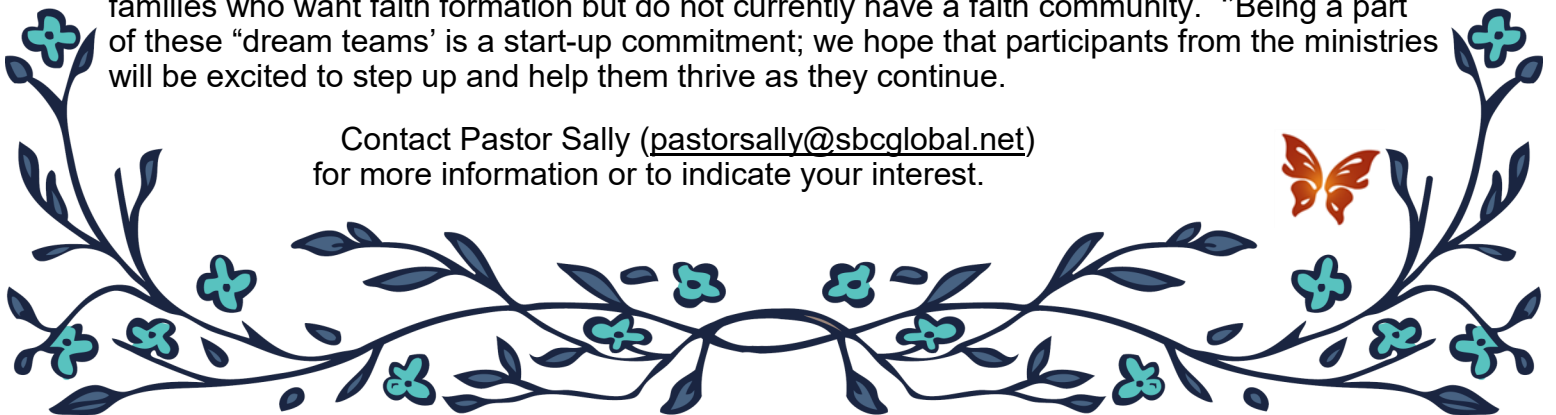 families who want faith formation but do not currently have a faith community. *Being a part
of these “dream teams’ is a start-up commitment; we hope that participants from the ministries
will be excited to step up and help them thrive as they continue.
Contact Pastor Sally (pastorsally@sbcglobal.net)
for more information or to indicate your interest.